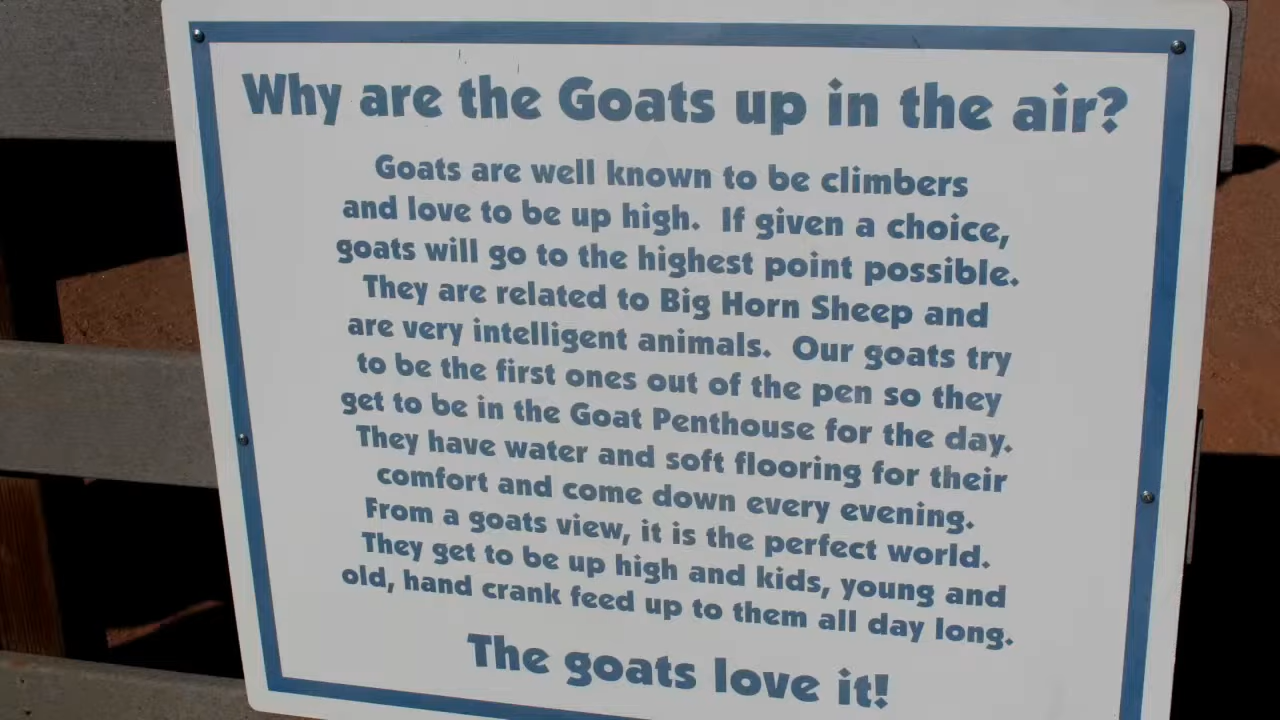 Why are the Goats up in the air?
Goats are well known to be climbers
and love to be up high. If given a choice,
goats will go to the highest point possible.
They are related to Big Horn Sheep and
are very intelligent animals. Our goats try
to be the first ones out of the pen so they
get to be in the Goat Penthouse for the day.
They have water and soft flooring for their
comfort and come down every evening.
From a goats view, it is the perfect world.
They get to be up high and kids, young and
old, hand crank feed up to them all day long.
The goats love it!